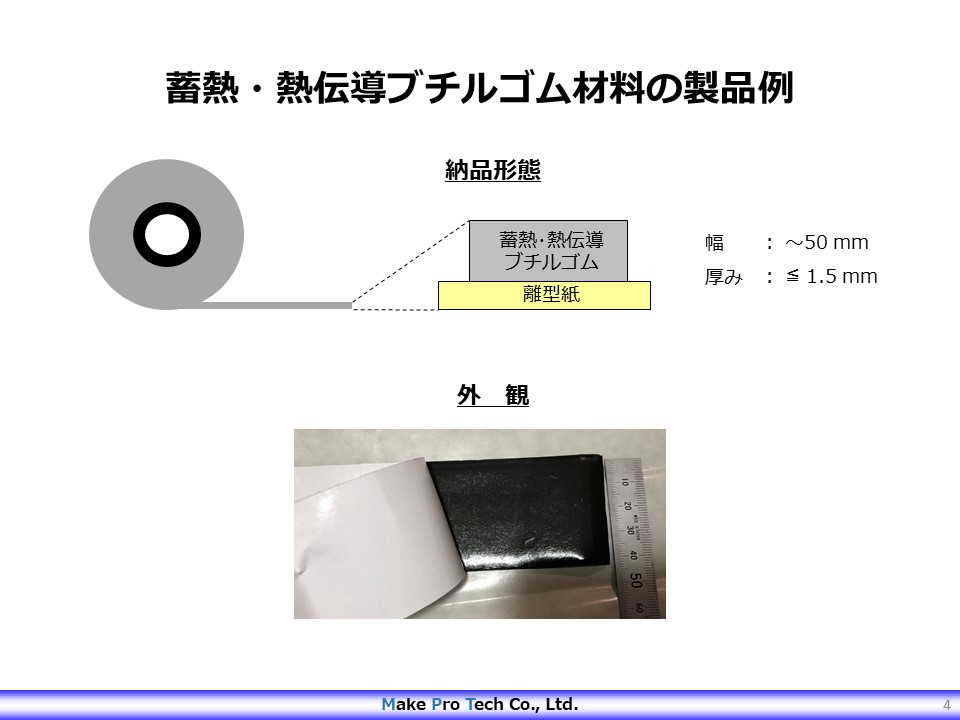 蓄熱・熱伝導ブチルゴム材料の製品例
納品形態
蓄熱・熱伝導
ブチルゴム
離型紙
幅　　： ～50 mm
厚み　： ≦ 1.5 mm
外　観
10
20
30
40
50
60
Make Pro Tech Co., Ltd.
4